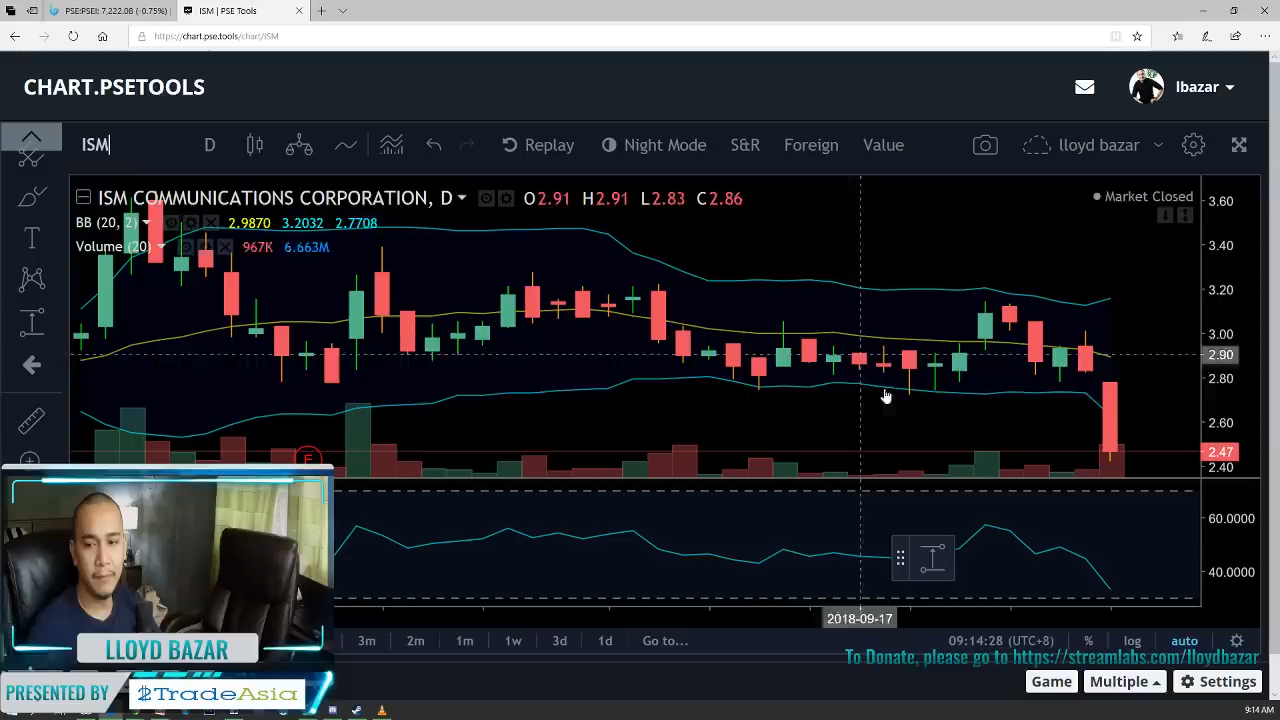 PSE:PSEI: 7,222.08 (-0.75%)
ISM | PSE Tools
https://chart.pse.tools/chart/ISM
CHART.PSETOOLS
lbazar
ISM
D
Replay
Night Mode
S&R
Foreign
Value
lloyd bazar
ISM COMMUNICATIONS CORPORATION, D
O2.91 H2.91 L2.83 C2.86
Market Closed
BB (20, 2)
2.9870 3.2032 2.7708
Volume (20)
967K 6.663M
3.60
3.40
3.20
3.00
2.90
2.80
2.60
2.47
2.40
E
60.0000
40.0000
2018-09-17
3m 2m 1m 1w 3d 1d Go to...
09:14:28 (UTC+8) % log auto
LLOYD BAZAR
To Donate, please go to https://streamlabs.com/lloydbazar
PRESENTED BY
$TradeAsia
Game
Multiple
Settings
9:14 AM